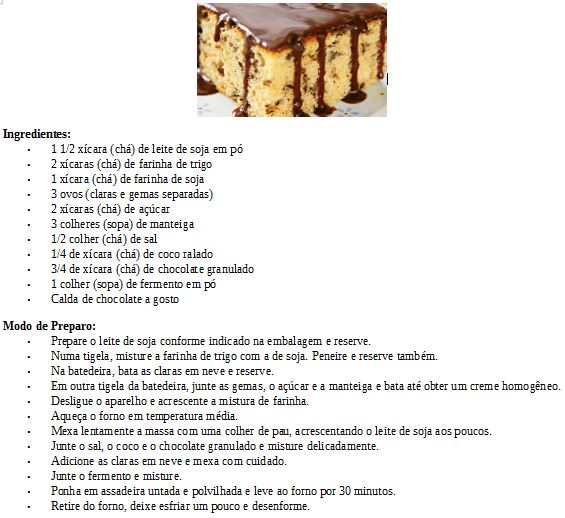 Ingredientes:
• 1 1/2 xícara (chá) de leite de soja em pó
• 2 xícaras (chá) de farinha de trigo
• 1 xícara (chá) de farinha de soja
• 3 ovos (claras e gemas separadas)
• 2 xícaras (chá) de açúcar
• 3 colheres (sopa) de manteiga
• 1/2 colher (chá) de sal
• 1/4 de xícara (chá) de coco ralado
• 3/4 de xícara (chá) de chocolate granulado
• 1 colher (sopa) de fermento em pó
• Calda de chocolate a gosto
Modo de Preparo:
• Prepare o leite de soja conforme indicado na embalagem e reserve.
• Numa tigela, misture a farinha de trigo com a de soja. Peneire e reserve também.
• Na batedeira, bata as claras em neve e reserve.
• Em outra tigela da batedeira, junte as gemas, o açúcar e a manteiga e bata até obter um creme homogêneo.
• Desligue o aparelho e acrescente a mistura de farinha.
• Aqueça o forno em temperatura média.
• Mexa lentamente a massa com uma colher de pau, acrescentando o leite de soja aos poucos.
• Junte o sal, o coco e o chocolate granulado e misture delicadamente.
• Adicione as claras em neve e mexa com cuidado.
• Junte o fermento e misture.
• Ponha em assadeira untada e polvilhada e leve ao forno por 30 minutos.
• Retire do forno, deixe esfriar um pouco e desenforme.